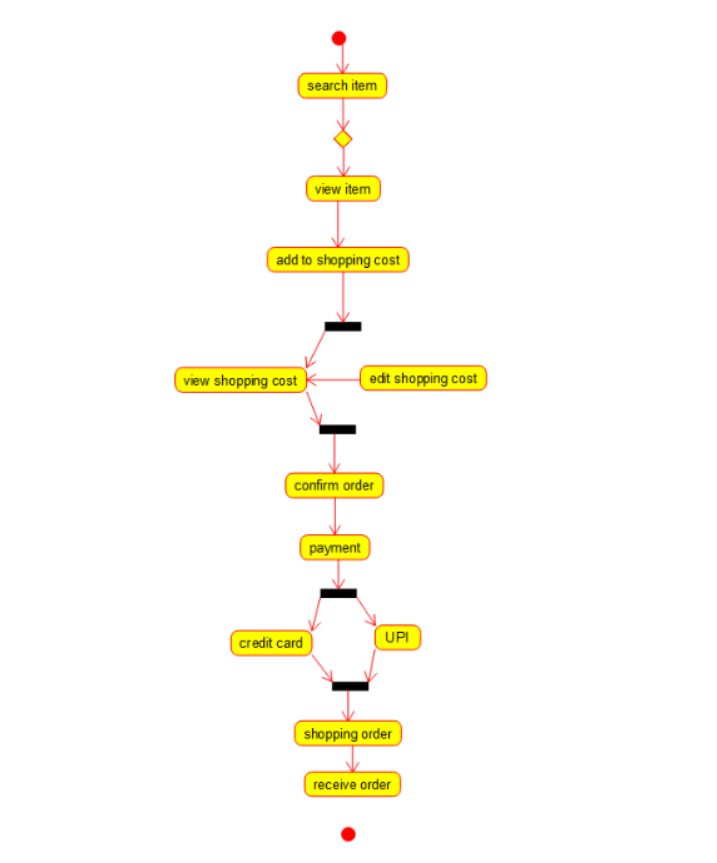 search item
view item
add to shopping cost
view shopping cost
edit shopping cost
confirm order
payment
credit card
UPI
shopping order
receive order